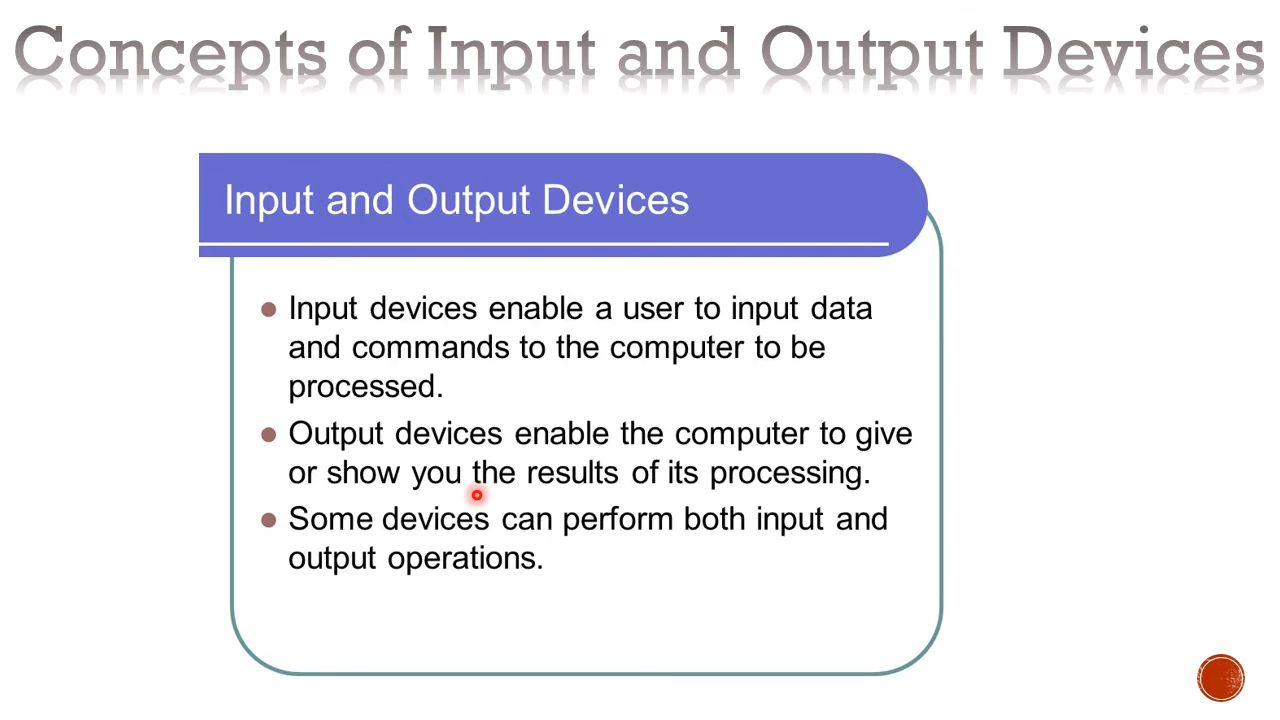 Concepts of Input and Output Devices
Input and Output Devices
Input devices enable a user to input data
and commands to the computer to be
processed.
Output devices enable the computer to give
or show you the results of its processing.
Some devices can perform both input and
output operations.